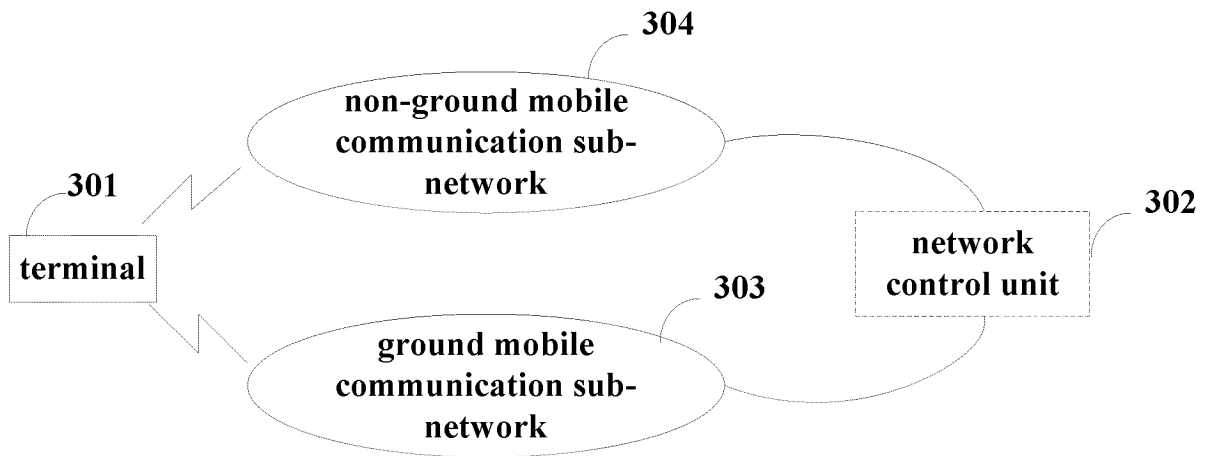 304
non-ground mobile
communication sub-
network
301
terminal
302
network
control unit
303
ground mobile
communication sub-
network